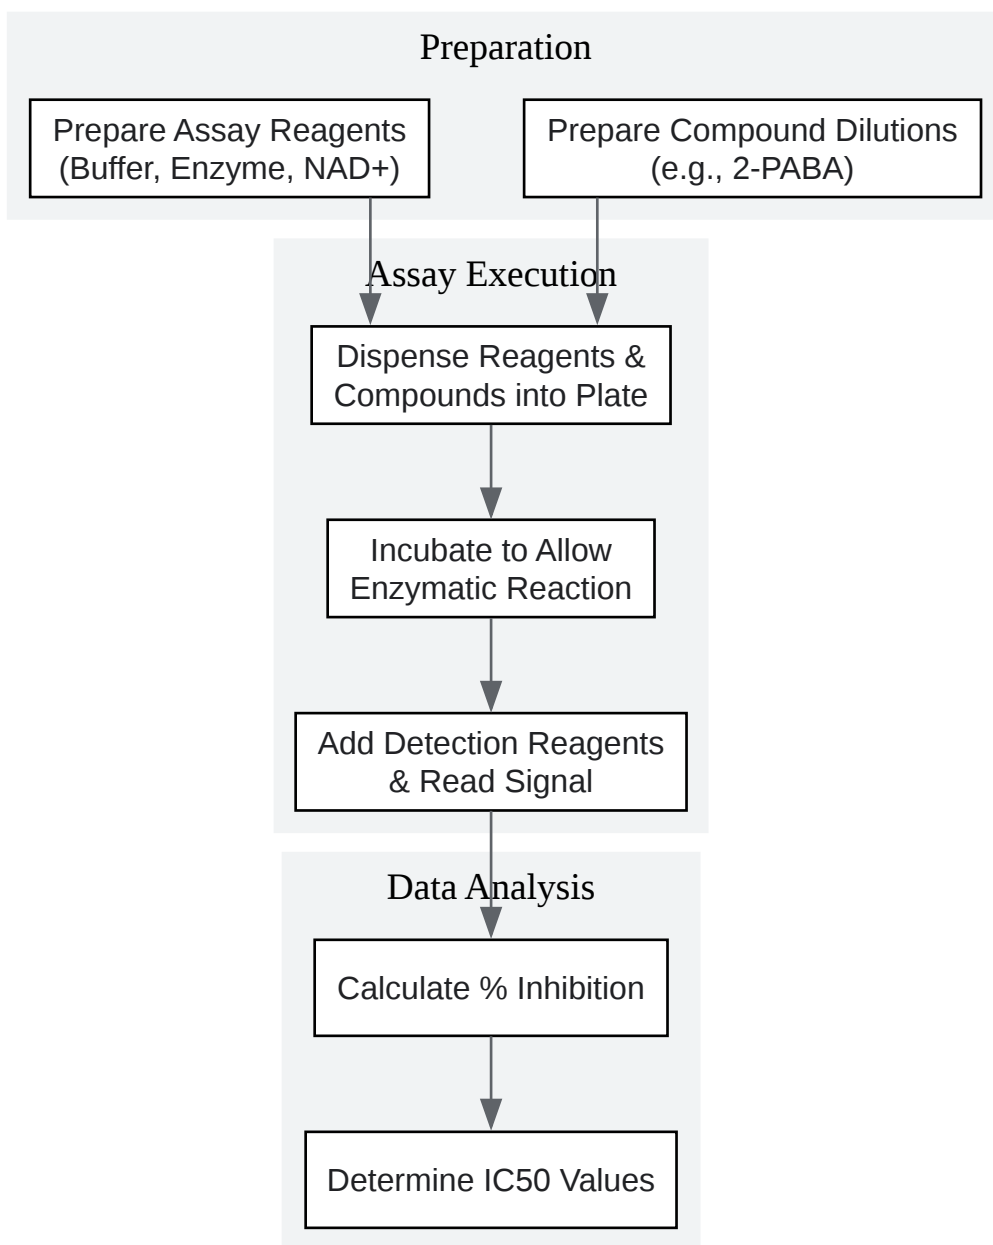 Preparation
Prepare Assay Reagents
(Buffer, Enzyme, NAD+)
Prepare Compound Dilutions
(e.g., 2-PABA)
Assay Execution
Dispense Reagents &
Compounds into Plate
Incubate to Allow
Enzymatic Reaction
Add Detection Reagents
& Read Signal
Data Analysis
Calculate % Inhibition
Determine IC50 Values